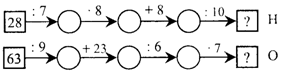 28 : 7 · 8 + 8 : 10 ? H
63 : 9 + 23 : 6 · 7 ? O